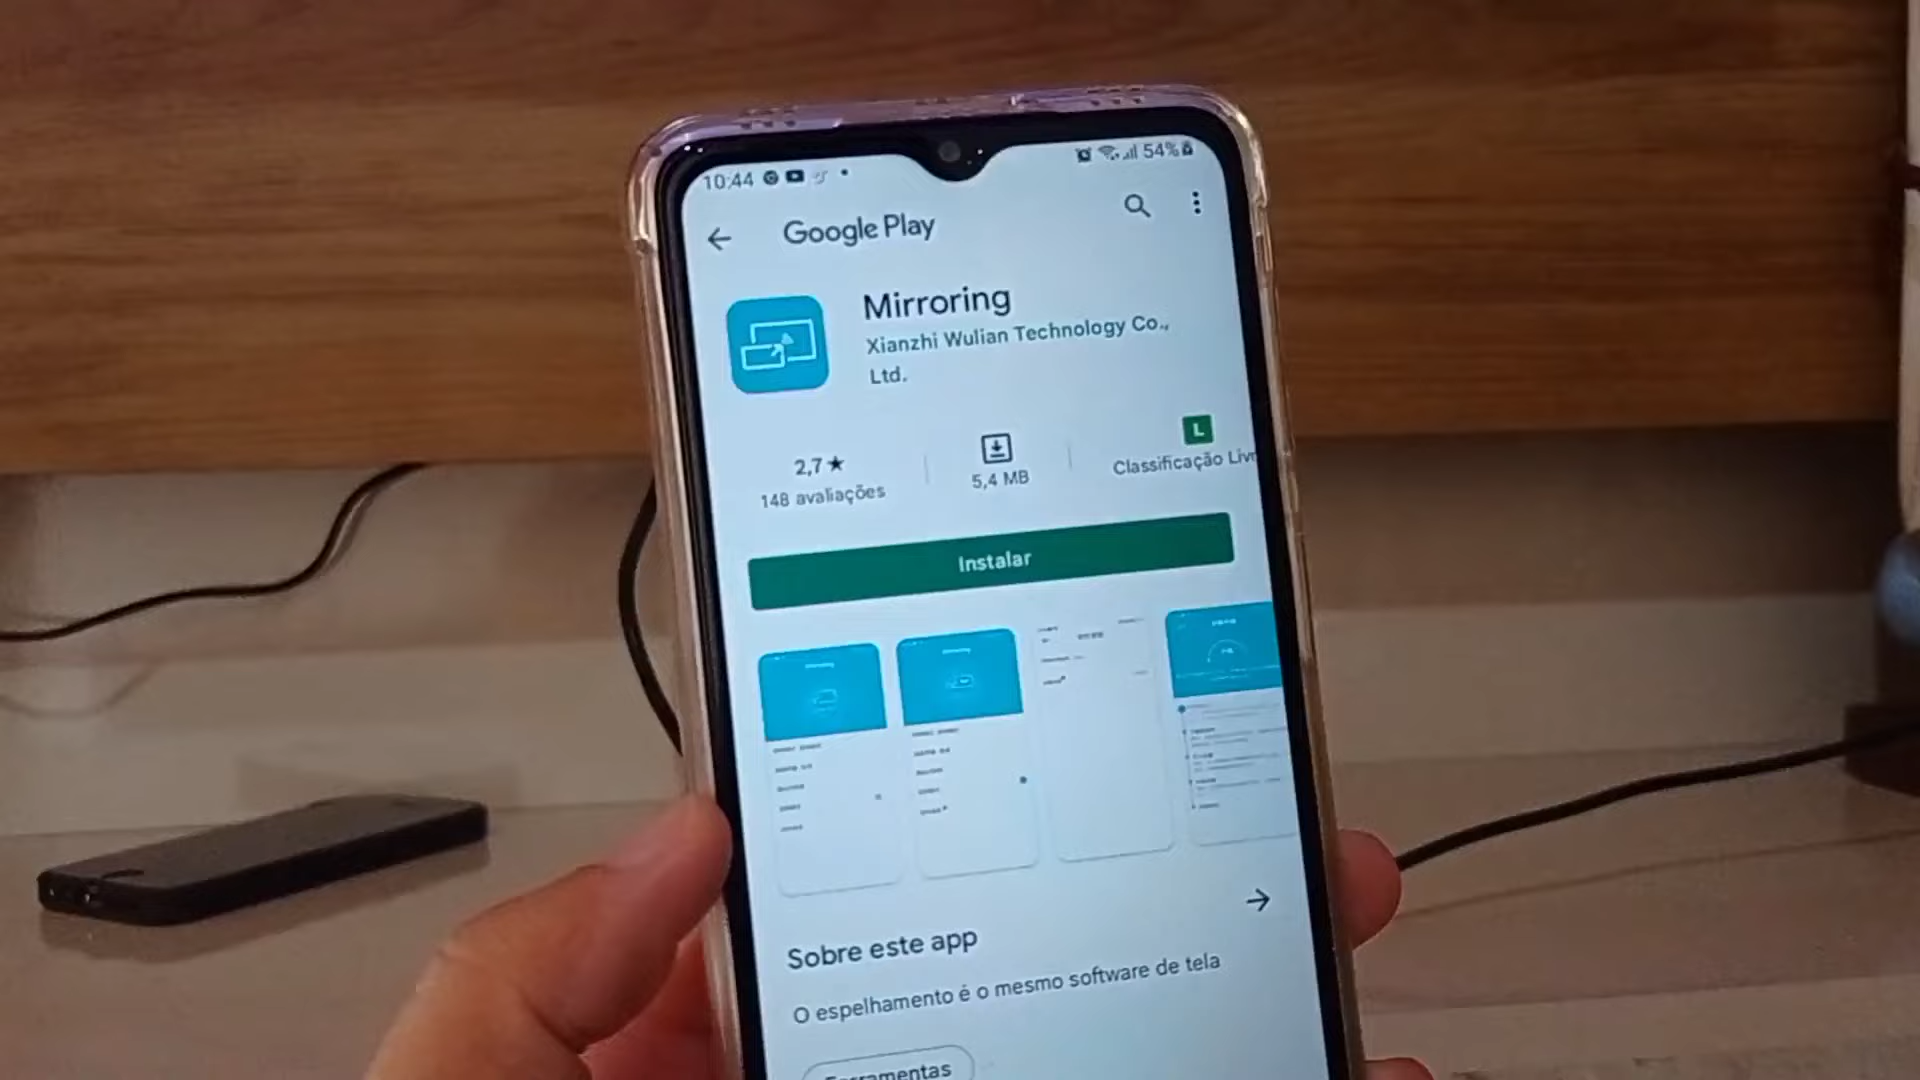 10:44
54%
Google Play
Mirroring
Xianzhi Wulian Technology Co.,
Ltd.
2,7★
148 avaliações
5,4 MB
L
Classificação Livr
Instalar
Sobre este app
O espelhamento é o mesmo software de tela
Ferramentas